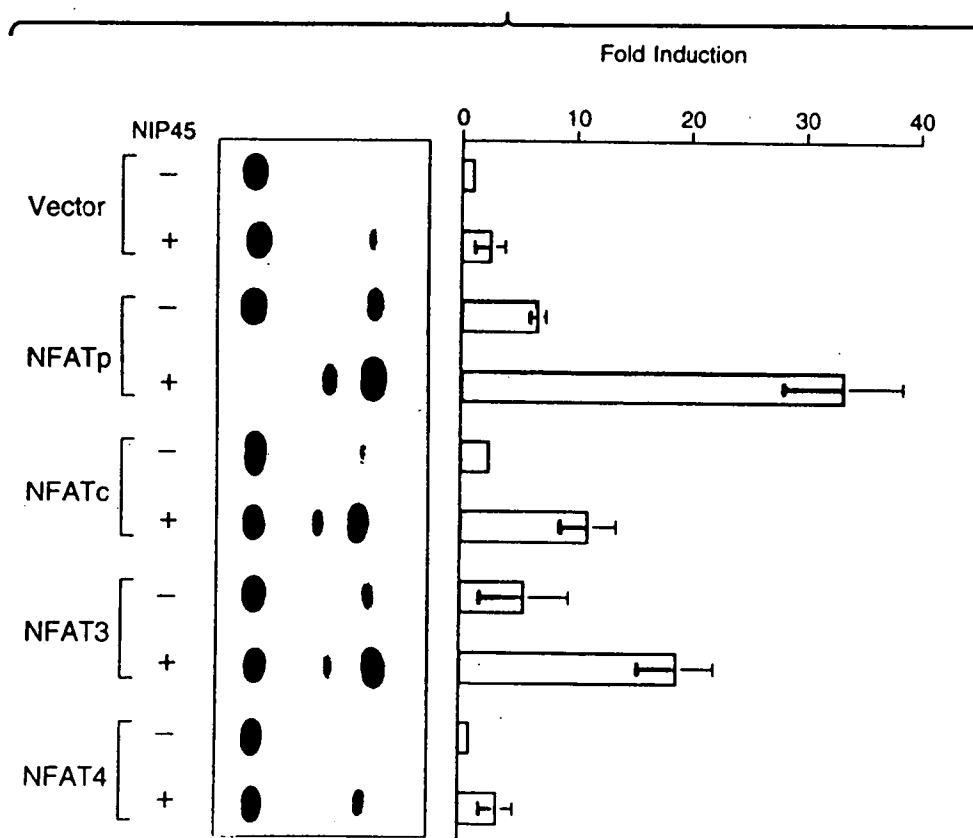 Fold Induction
NIP45
0 10 20 30 40
Vector
−
+
NFATp
−
+
NFATc
−
+
NFAT3
−
+
NFAT4
−
+